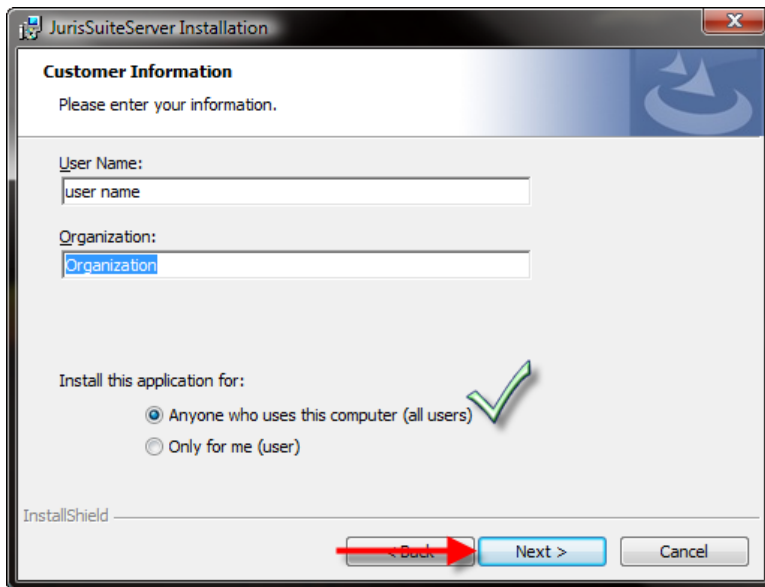 JurisSuiteServer Installation
Customer Information
Please enter your information.
User Name:
user name
Organization:
Organization
Install this application for:
Anyone who uses this computer (all users)
Only for me (user)
InstallShield
< Back
Next >
Cancel